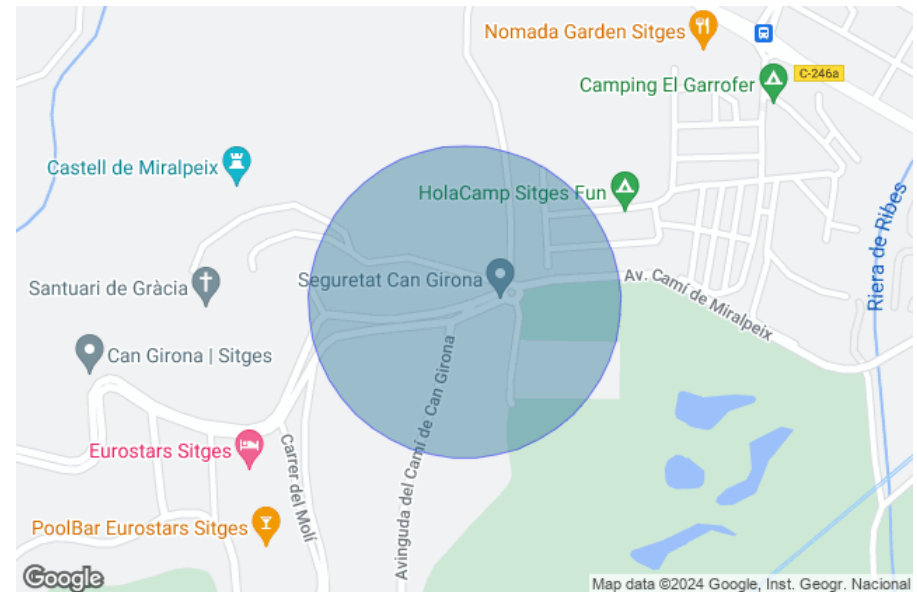 Nomada Garden Sitges
C-246a
Camping El Garrofer
Castell de Miralpeix
HolaCamp Sitges Fun
Riera de Ribes
Seguretat Can Girona
Av. Camí de Miralpeix
Santuari de Gràcia
Can Girona | Sitges
Avinguda del Camí de Can Girona
Eurostars Sitges
Carrer del Molí
PoolBar Eurostars Sitges
Google
Map data ©2024 Google, Inst. Geogr. Nacional